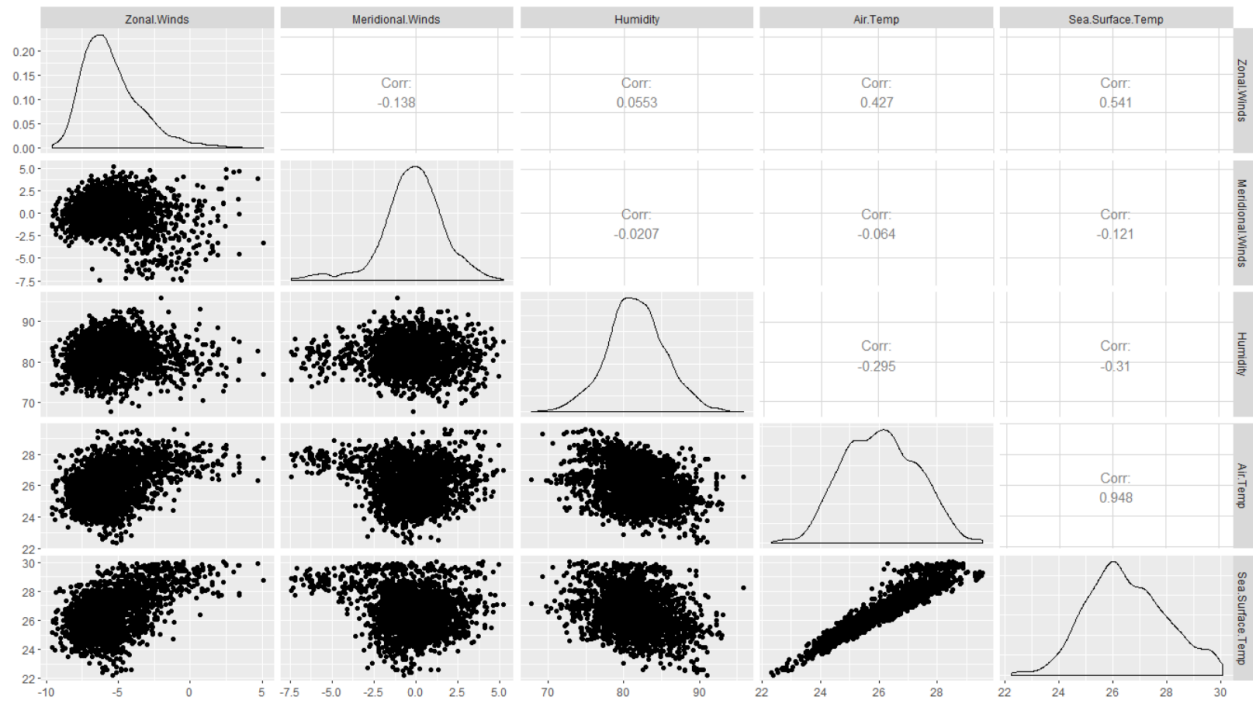 Zonal.Winds Meridional.Winds Humidity Air.Temp Sea.Surface.Temp
0.20
0.15
0.10
0.05
0.00
Corr:
-0.138
Corr:
0.0553
Corr:
0.427
Corr:
0.541
Zonal.Winds
5.0
2.5
0.0
-2.5
-5.0
-7.5
Corr:
-0.0207
Corr:
-0.064
Corr:
-0.121
Meridional.Winds
90
80
70
Corr:
-0.295
Corr:
-0.31
Humidity
28
26
24
22
Corr:
0.948
Air.Temp
30
28
26
24
22
Sea.Surface.Temp
-10 -5 0 5 -7.5 -5.0 -2.5 0.0 2.5 5.0 70 80 90 22 24 26 28 22 24 26 28 30